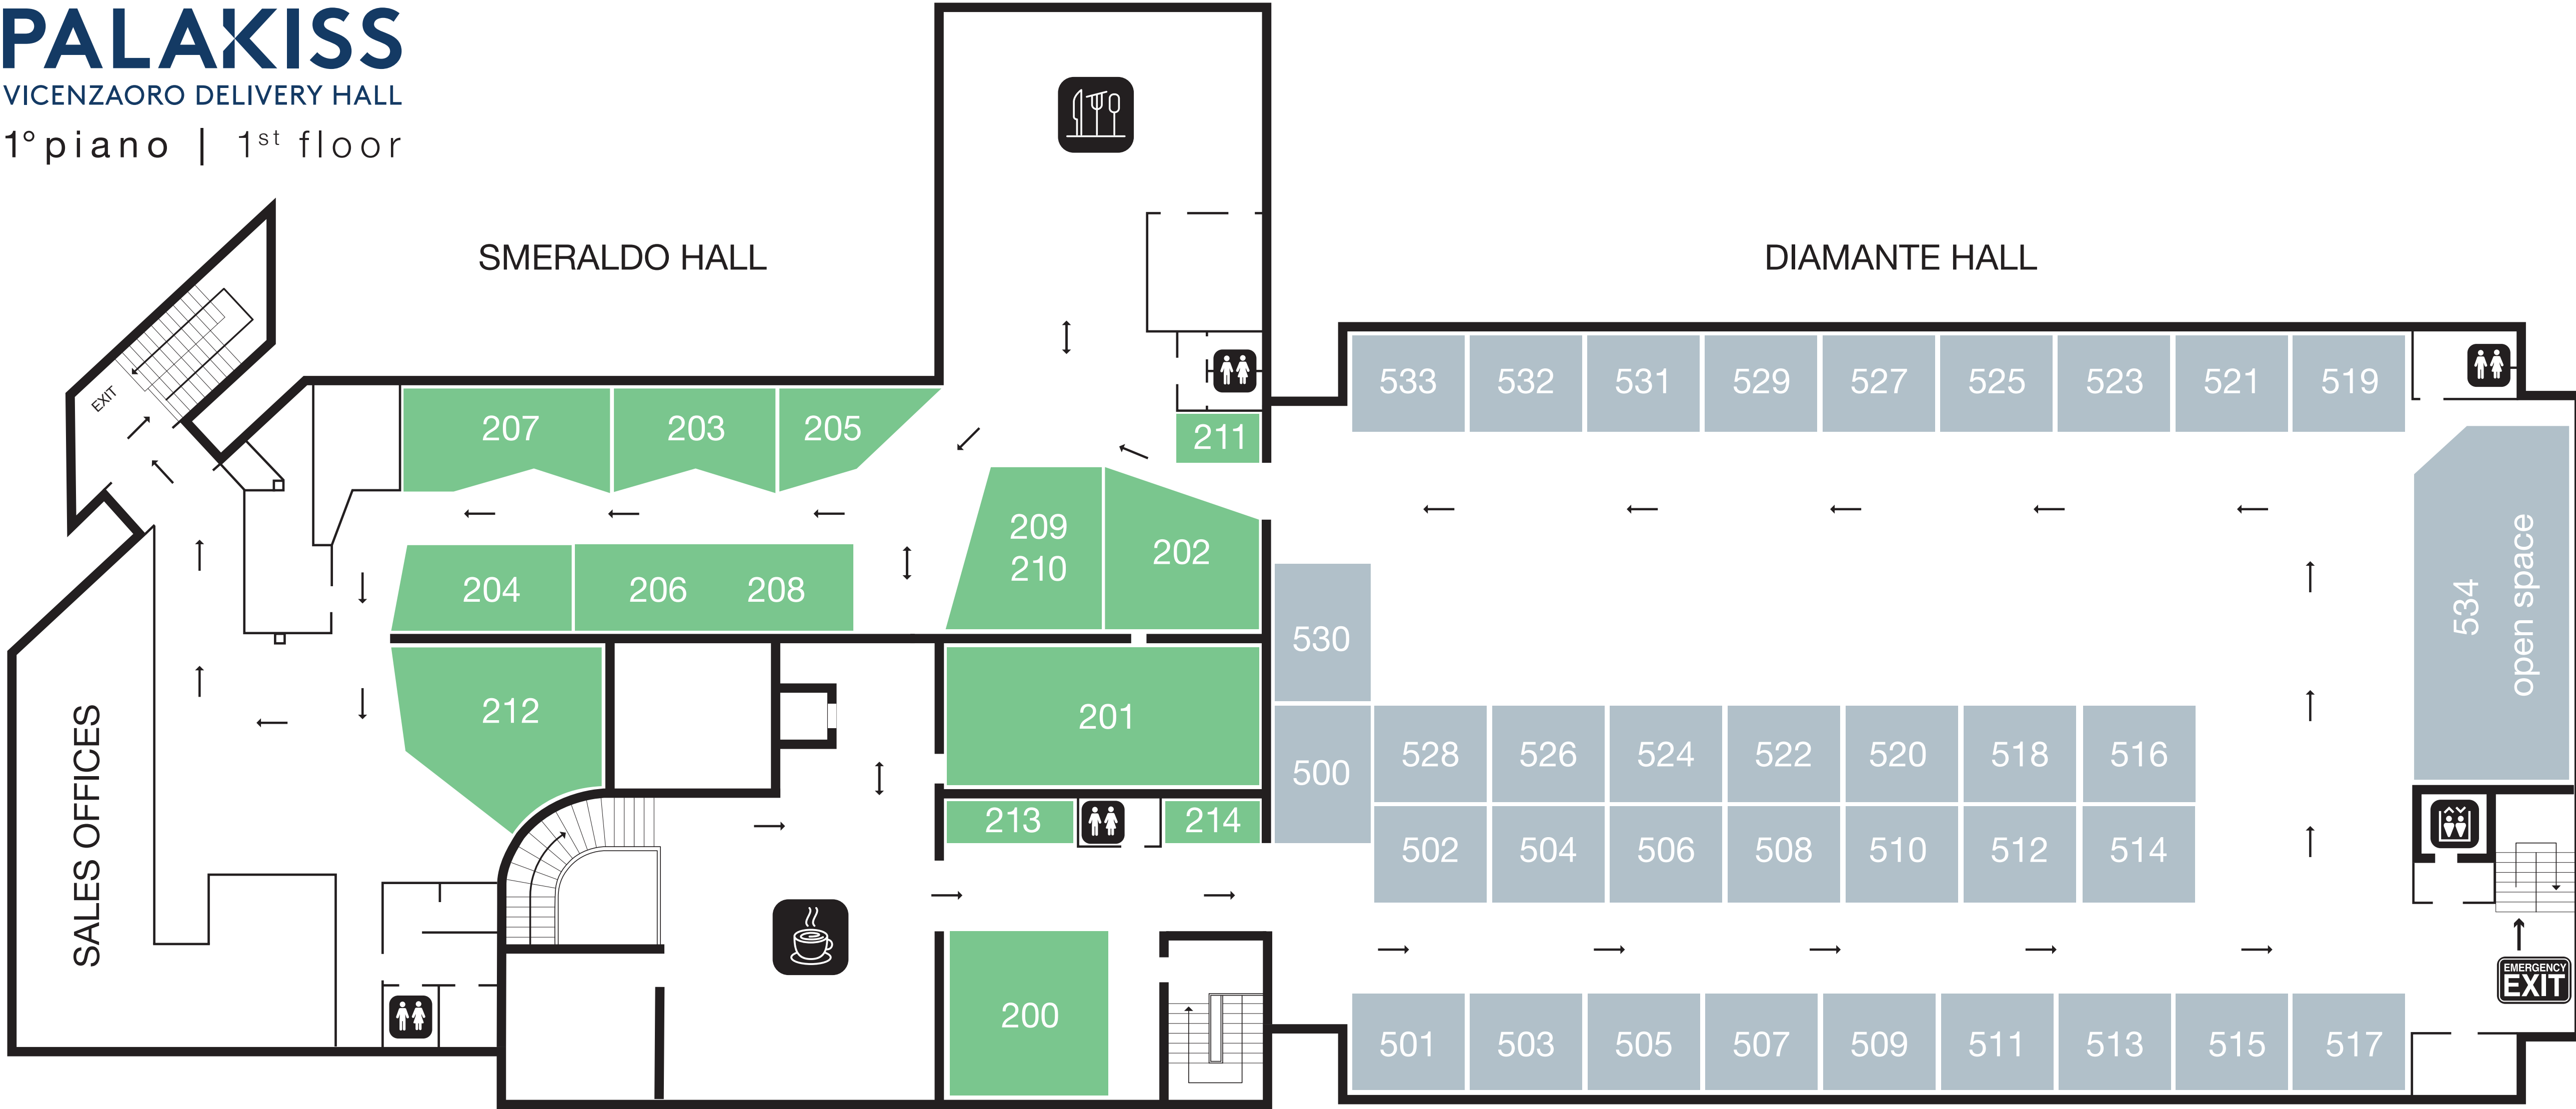 PALAKISS
VICENZAORO DELIVERY HALL
1° piano | 1st floor
SMERALDO HALL
DIAMANTE HALL
EXIT
207 203 205 211
533 532 531 529 527 525 523 521 519
209
210
202
204 206 208
530
534
open space
212
201
500
528 526 524 522 520 518 516
213 214
502 504 506 508 510 512 514
SALES OFFICES
200
EMERGENCY
EXIT
501 503 505 507 509 511 513 515 517